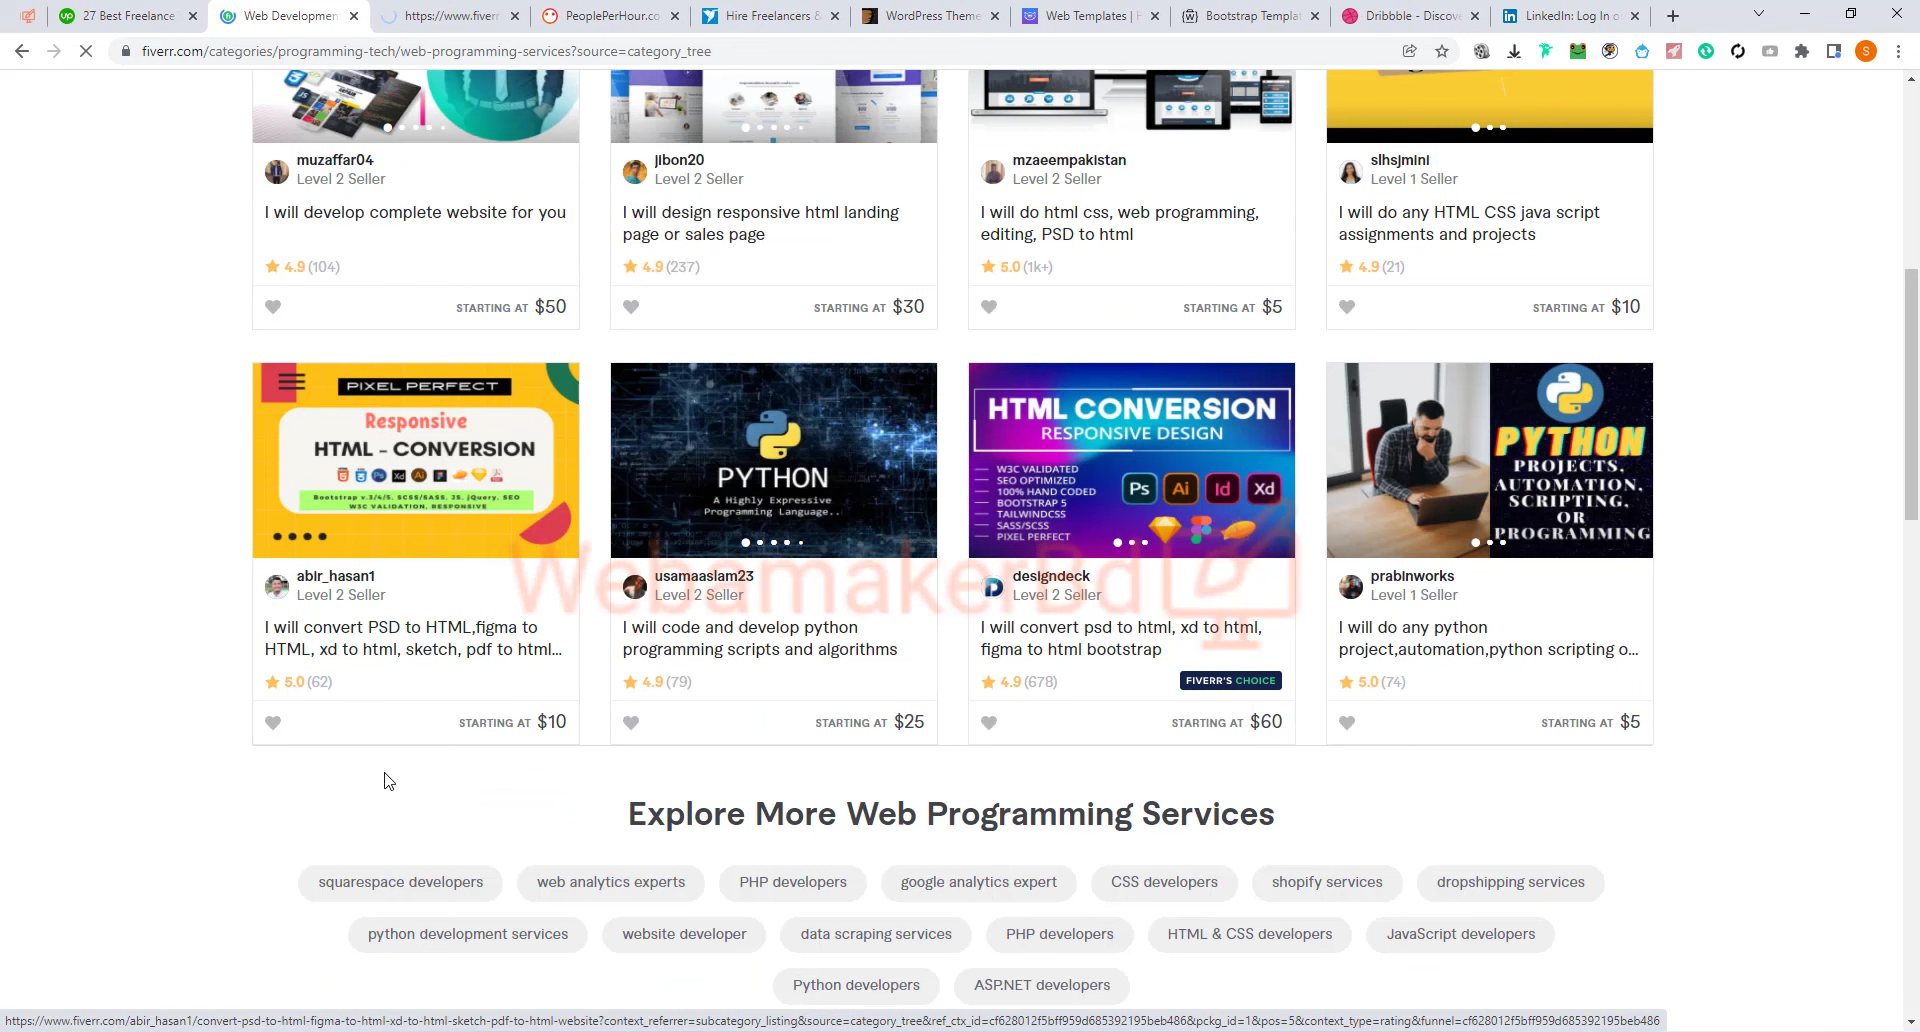 27 Best Freelance
Web Development
https://www.fiverr
PeoplePerHour.co
Hire Freelancers &
WordPress Theme
Web Templates | H
Bootstrap Templat
Dribbble - Discove
LinkedIn: Log In o
fiverr.com/categories/programming-tech/web-programming-services?source=category_tree
S
muzaffar04
Level 2 Seller
I will develop complete website for you
4.9 (104)
STARTING AT $50
jibon20
Level 2 Seller
I will design responsive html landing
page or sales page
4.9 (237)
STARTING AT $30
mzaeempakistan
Level 2 Seller
I will do html css, web programming,
editing, PSD to html
5.0 (1k+)
STARTING AT $5
slhsjmini
Level 1 Seller
I will do any HTML CSS java script
assignments and projects
4.9 (21)
STARTING AT $10
PIXEL PERFECT
Responsive
HTML - CONVERSION
Bootstrap v.3/4/5, SCSS/SASS, JS, jQuery, SEO
W3C VALIDATION, RESPONSIVE
abir_hasan1
Level 2 Seller
I will convert PSD to HTML,figma to
HTML, xd to html, sketch, pdf to html...
5.0 (62)
STARTING AT $10
PYTHON
A Highly Expressive
Programming Language..
usamaaslam23
Level 2 Seller
I will code and develop python
programming scripts and algorithms
4.9 (79)
STARTING AT $25
HTML CONVERSION
RESPONSIVE DESIGN
W3C VALIDATED
SEO OPTIMIZED
100% HAND CODED
BOOTSTRAP 5
TAILWINDCSS
SASS/SCSS
PIXEL PERFECT
Ps Ai Id Xd
designdeck
Level 2 Seller
I will convert psd to html, xd to html,
figma to html bootstrap
4.9 (678)
FIVERR'S CHOICE
STARTING AT $60
PYTHON
PROJECTS,
AUTOMATION,
SCRIPTING,
OR
PROGRAMMING
prabinworks
Level 1 Seller
I will do any python
project,automation,python scripting o...
5.0 (74)
STARTING AT $5
WebamakerBd
Explore More Web Programming Services
squarespace developers
web analytics experts
PHP developers
google analytics expert
CSS developers
shopify services
dropshipping services
python development services
website developer
data scraping services
PHP developers
HTML & CSS developers
JavaScript developers
Python developers
ASP.NET developers
https://www.fiverr.com/abir_hasan1/convert-psd-to-html-figma-to-html-xd-to-html-sketch-pdf-to-html-website?context_referrer=subcategory_listing&source=category_tree&ref_ctx_id=cf628012f5bff959d685392195beb486&pckg_id=1&pos=5&context_type=rating&funnel=cf628012f5bff959d685392195beb486